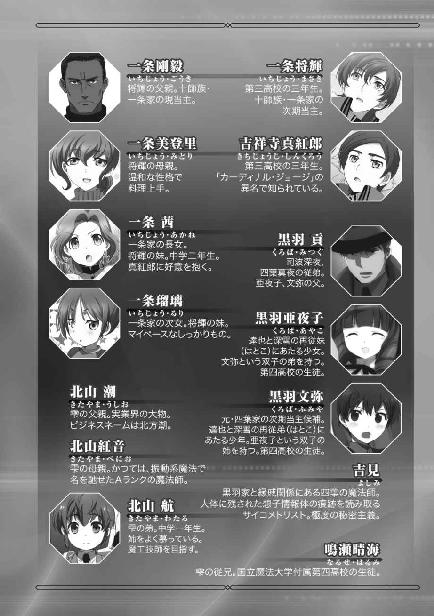 一条剛毅
いちじょう・ごうき
将輝の父親。十師族・
一条家の現当主。
一条将輝
いちじょう・まさき
第三高校の三年生。
十師族・一条家の
次期当主。
一条美登里
いちじょう・みどり
将輝の母親。
温和な性格で
料理上手。
吉祥寺真紅郎
きちじょうじ・しんくろう
第三高校の三年生。
「カーディナル・ジョージ」の
異名で知られている。
一条 茜
いちじょう・あかね
一条家の長女。
将輝の妹。中学二年生。
真紅郎に好意を抱く。
一条瑠璃
いちじょう・るり
一条家の次女。将輝の妹。
マイペースなしっかりもの。
黒羽 貢
くろば・みつぐ
司波深夜、
四葉真夜の従弟。
亜夜子、文弥の父。
黒羽亜夜子
くろば・あやこ
達也と深雪の再従妹
(はとこ)にあたる少女。
文弥という双子の弟を持つ。
第四高校の生徒。
北山 潮
きたやま・うしお
雫の父親。実業界の大物。
ビジネスネームは北方潮。
黒羽文弥
くろば・ふみや
元・四葉家の次期当主候補。
達也と深雪の再従弟(はとこ)に
あたる少年。亜夜子という双子の
姉を持つ。第四高校の生徒。
北山紅音
きたやま・べにお
雫の母親。かつては、振動系魔法で
名を馳せたAランクの魔法師。
北山 航
きたやま・わたる
雫の弟。中学一年生。
姉をよく慕っている。
魔工技師を目指す。
吉見
よしみ
黒羽家と縁戚関係にある四葉の魔法師。
人体に残された想子情報体の痕跡を読み取る
サイコメトリスト。極度の秘密主義。
鳴瀬晴海
なるせ・はるみ
雫の従兄。国立魔法大学付属第四高校の生徒。